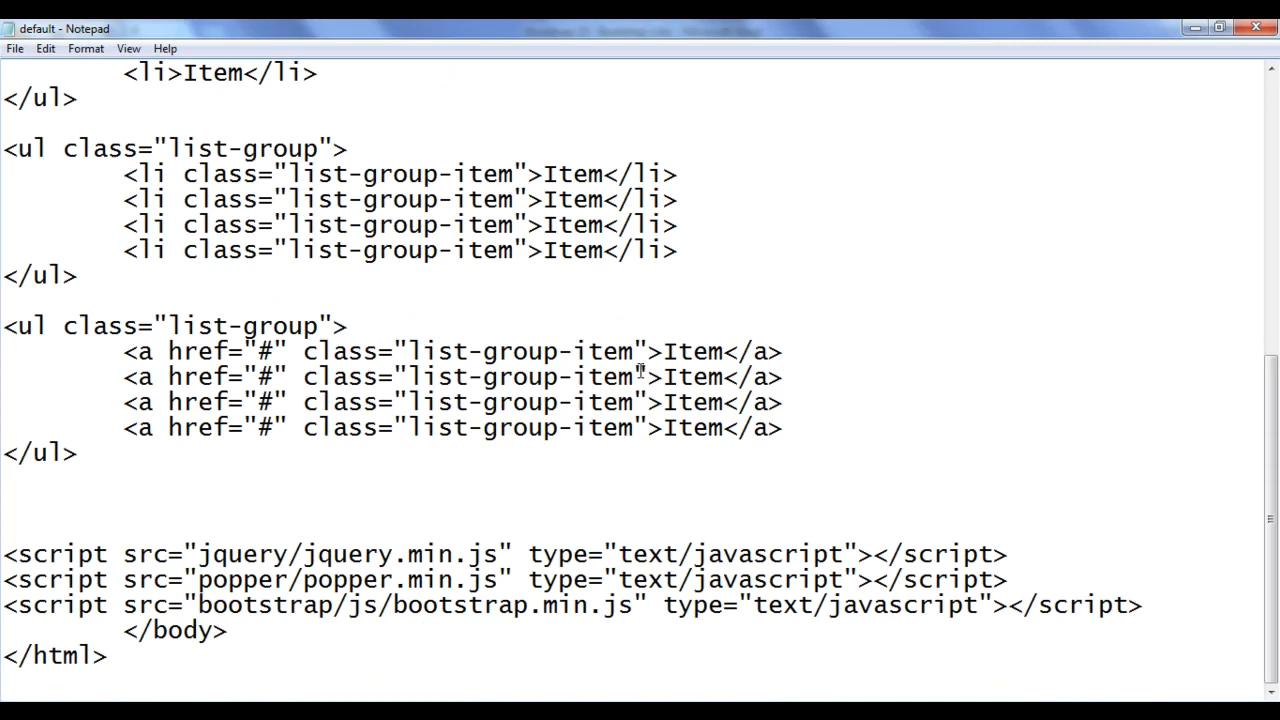 default - Notepad
File Edit Format View Help
<li>Item</li>
</ul>
<ul class="list-group">
<li class="list-group-item">Item</li>
<li class="list-group-item">Item</li>
<li class="list-group-item">Item</li>
<li class="list-group-item">Item</li>
</ul>
<ul class="list-group">
<a href="#" class="list-group-item">Item</a>
<a href="#" class="list-group-item">Item</a>
<a href="#" class="list-group-item">Item</a>
<a href="#" class="list-group-item">Item</a>
</ul>
<script src="jquery/jquery.min.js" type="text/javascript"></script>
<script src="popper/popper.min.js" type="text/javascript"></script>
<script src="bootstrap/js/bootstrap.min.js" type="text/javascript"></script>
</body>
</html>